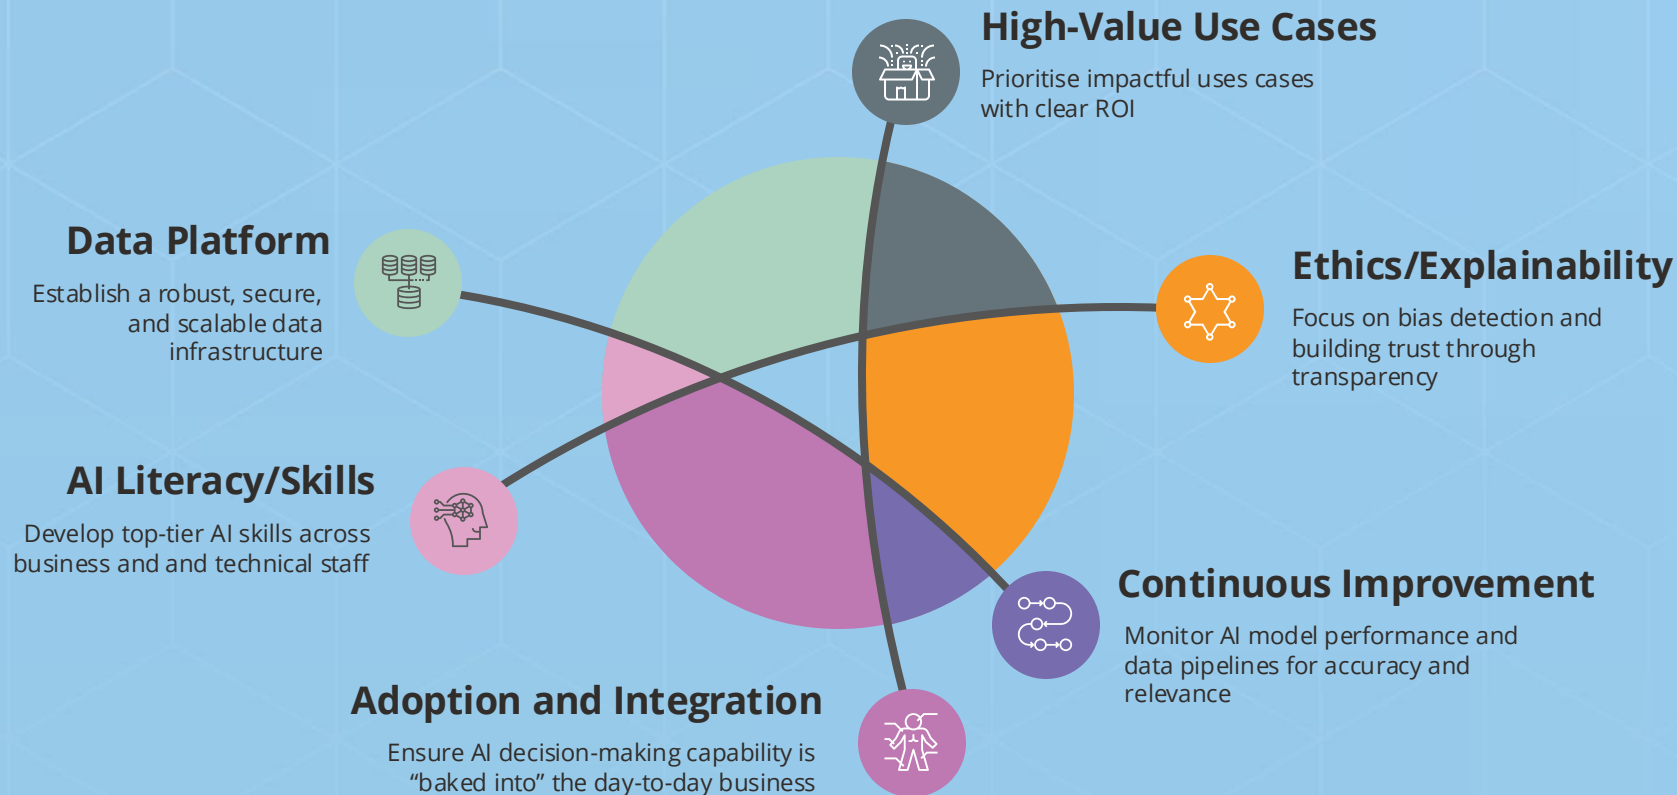 High-Value Use Cases
Prioritise impactful uses cases
with clear ROI
Data Platform
Establish a robust, secure,
and scalable data
infrastructure
Ethics/Explainability
Focus on bias detection and
building trust through
transparency
AI Literacy/Skills
Develop top-tier AI skills across
business and and technical staff
Continuous Improvement
Monitor AI model performance and
data pipelines for accuracy and
relevance
Adoption and Integration
Ensure AI decision-making capability is
“baked into” the day-to-day business